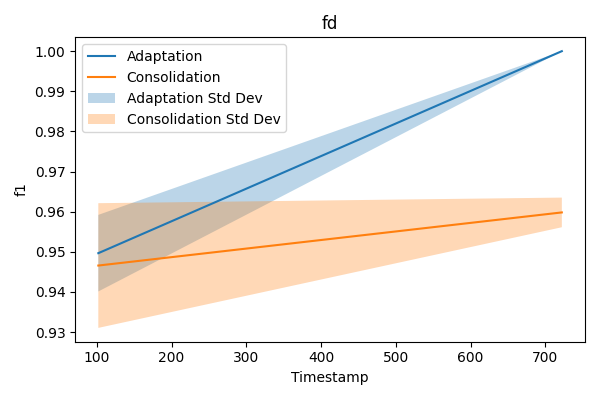 fd
1.00
0.99
0.98
0.97
0.96
0.95
0.94
0.93
f1
Adaptation
Consolidation
Adaptation Std Dev
Consolidation Std Dev
100 200 300 400 500 600 700
Timestamp